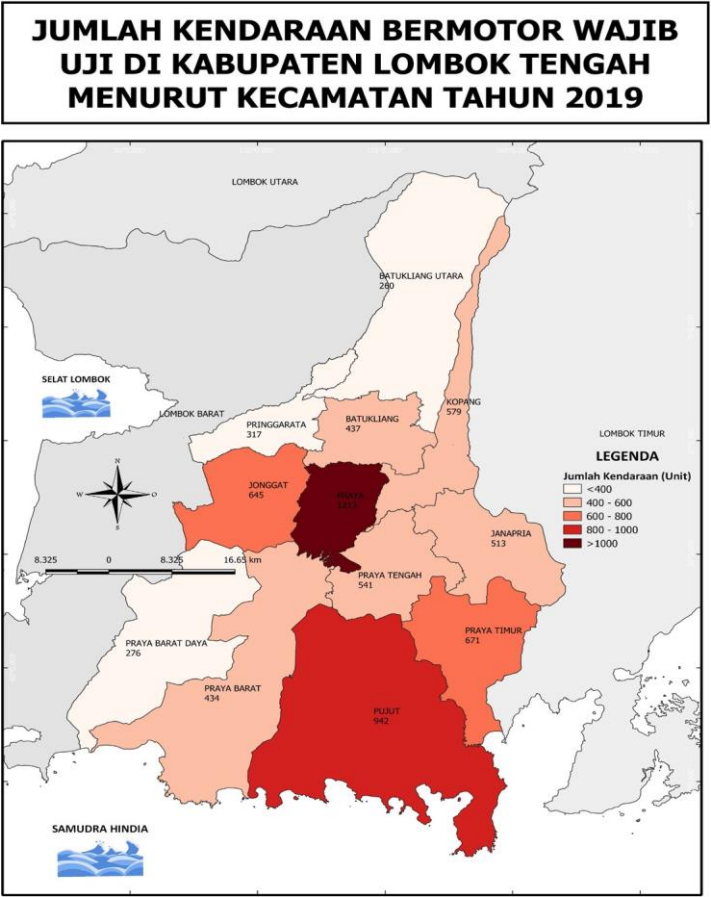 JUMLAH KENDARAAN BERMOTOR WAJIB
UJI DI KABUPATEN LOMBOK TENGAH
MENURUT KECAMATAN TAHUN 2019
LOMBOK UTARA
BATUKLIANG UTARA
260
SELAT LOMBOK
LOMBOK BARAT
PRINGGARATA
317
BATUKLIANG
437
KOPANG
579
LOMBOK TIMUR
LEGENDA
Jumlah Kendaraan (Unit)
<400
400 - 600
600 - 800
800 - 1000
>1000
N
W
O
S
JONGGAT
645
PRAYA
JANAPRIA
513
8.325 0 8.325 16.65 km
PRAYA TENGAH
541
PRAYA BARAT DAYA
276
PRAYA TIMUR
671
PRAYA BARAT
434
PUJUT
942
SAMUDRA HINDIA